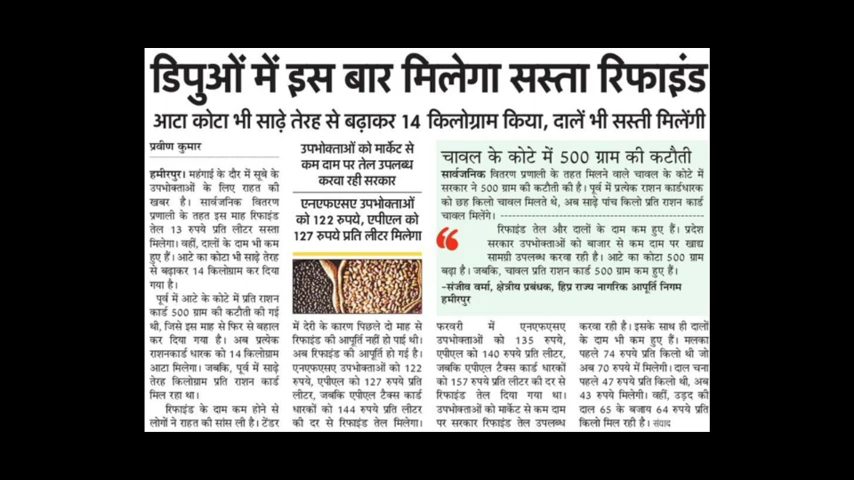 डिपुओं में इस बार मिलेगा सस्ता रिफाइंड
आटा कोटा भी साढ़े तेरह से बढ़ाकर 14 किलोग्राम किया, दालें भी सस्ती मिलेंगी
प्रवीण कुमार
हमीरपुर। महंगाई के दौर में सूबे के
उपभोक्ताओं के लिए राहत की
खबर है। सार्वजनिक वितरण
प्रणाली के तहत इस माह रिफाइंड
तेल 13 रुपये प्रति लीटर सस्ता
मिलेगा। वहीं, दालों के दाम भी कम
हुए हैं। आटे का कोटा भी साढ़े तेरह
से बढ़ाकर 14 किलोग्राम कर दिया
गया है।
पूर्व में आटे के कोटे में प्रति राशन
कार्ड 500 ग्राम की कटौती की गई
थी, जिसे इस माह से फिर से बहाल
कर दिया गया है। अब प्रत्येक
राशनकार्ड धारक को 14 किलोग्राम
आटा मिलेगा। जबकि, पूर्व में साढ़े
तेरह किलोग्राम प्रति राशन कार्ड
मिल रहा था।
रिफाइंड के दाम कम होने से
लोगों ने राहत की सांस ली है। टेंडर
उपभोक्ताओं को मार्केट से
कम दाम पर तेल उपलब्ध
करवा रही सरकार
एनएफएसए उपभोक्ताओं
को 122 रुपये, एपीएल को
127 रुपये प्रति लीटर मिलेगा
में देरी के कारण पिछले दो माह से
रिफाइंड की आपूर्ति नहीं हो पाई थी।
अब रिफाइंड की आपूर्ति हो गई है।
एनएफएसए उपभोक्ताओं को 122
रुपये, एपीएल को 127 रुपये प्रति
लीटर, जबकि एपीएल टैक्स कार्ड
धारकों को 144 रुपये प्रति लीटर
की दर से रिफाइंड तेल मिलेगा।
चावल के कोटे में 500 ग्राम की कटौती
सार्वजनिक वितरण प्रणाली के तहत मिलने वाले चावल के कोटे में
सरकार ने 500 ग्राम की कटौती की है। पूर्व में प्रत्येक राशन कार्डधारक
को छह किलो चावल मिलते थे, अब साढ़े पांच किलो प्रति राशन कार्ड
चावल मिलेंगे।
रिफाइंड तेल और दालों के दाम कम हुए हैं। प्रदेश
सरकार उपभोक्ताओं को बाजार से कम दाम पर खाद्य
सामग्री उपलब्ध करवा रही है। आटे का कोटा 500 ग्राम
बढ़ा है। जबकि, चावल प्रति राशन कार्ड 500 ग्राम कम हुए हैं।
-संजीव वर्मा, क्षेत्रीय प्रबंधक, हिप्र राज्य नागरिक आपूर्ति निगम
हमीरपुर
फरवरी में एनएफएसए
उपभोक्ताओं को 135 रुपये,
एपीएल को 140 रुपये प्रति लीटर,
जबकि एपीएल टैक्स कार्ड धारकों
को 157 रुपये प्रति लीटर की दर से
रिफाइंड तेल दिया गया था।
उपभोक्ताओं को मार्केट से कम दाम
पर सरकार रिफाइंड तेल उपलब्ध
करवा रही है। इसके साथ ही दालों
के दाम भी कम हुए हैं। मलका
पहले 74 रुपये प्रति किलो थी जो
अब 70 रुपये में मिलेगी। दाल चना
पहले 47 रुपये प्रति किलो थी, अब
43 रुपये मिलेगी। वहीं, उड़द की
दाल 65 के बजाय 64 रुपये प्रति
किलो मिल रही है। संवाद